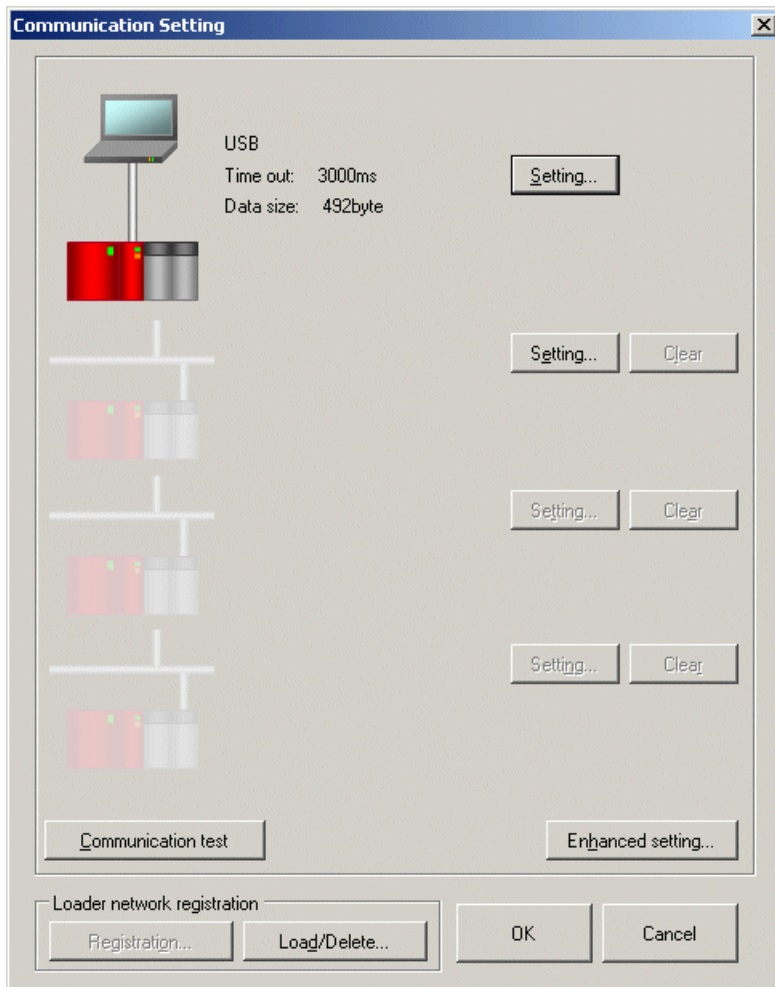 Communication Setting
USB
Time out: 3000ms
Data size: 492byte
Setting...
Setting... Clear
Setting... Clear
Setting... Clear
Communication test Enhanced setting...
Loader network registration
Registration... Load/Delete... OK Cancel